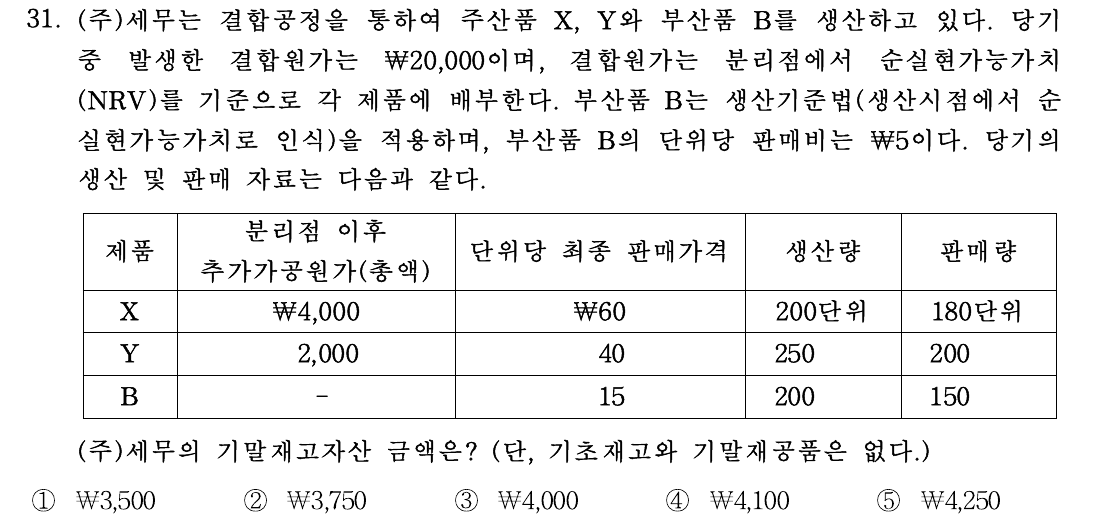 31. (주)세무는 결합공정을 통하여 주산품 X, Y와 부산품 B를 생산하고 있다. 당기
중 발생한 결합원가는 ₩20,000이며, 결합원가는 분리점에서 순실현가능가치
(NRV)를 기준으로 각 제품에 배부한다. 부산품 B는 생산기준법(생산시점에서 순
실현가능가치로 인식)을 적용하며, 부산품 B의 단위당 판매비는 ₩5이다. 당기의
생산 및 판매 자료는 다음과 같다.
제품 분리점 이후 추가가공원가(총액) 단위당 최종 판매가격 생산량 판매량
X ₩4,000 ₩60 200단위 180단위
Y 2,000 40 250 200
B - 15 200 150
(주)세무의 기말재고자산 금액은? (단, 기초재고와 기말재공품은 없다.)
① ₩3,500 ② ₩3,750 ③ ₩4,000 ④ ₩4,100 ⑤ ₩4,250